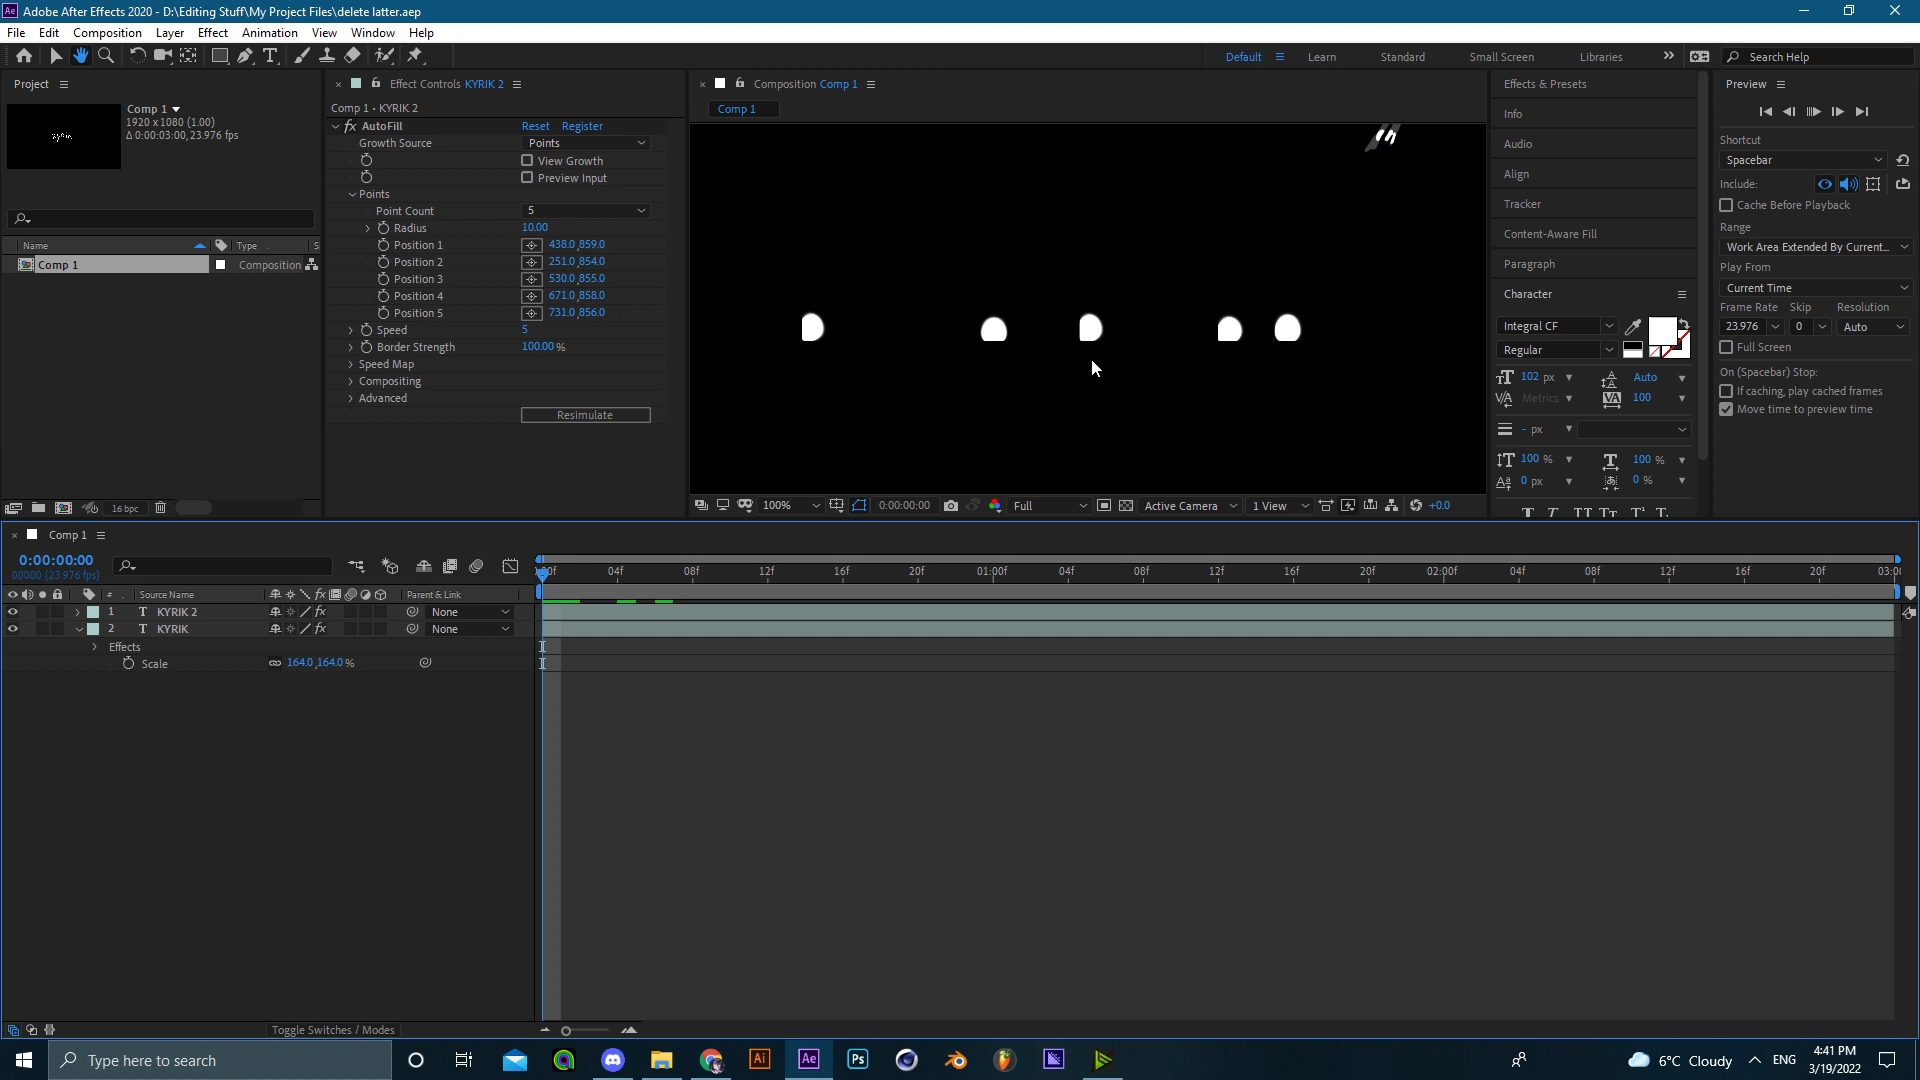 Adobe After Effects 2020 - D:\Editing Stuff\My Project Files\delete latter.aep
File Edit Composition Layer Effect Animation View Window Help
Default Learn Standard Small Screen Libraries Search Help
Project
Comp 1
1920 x 1080 (1.00)
Δ 0:00:03:00, 23.976 fps
Name Type S
Comp 1 Composition
16 bpc
Effect Controls KYRIK 2
Comp 1 • KYRIK 2
fx AutoFill Reset Register
Growth Source Points
View Growth
Preview Input
Points
Point Count 5
Radius 10.00
Position 1 438.0,859.0
Position 2 251.0,854.0
Position 3 530.0,855.0
Position 4 671.0,858.0
Position 5 731.0,856.0
Speed 5
Border Strength 100.00 %
Speed Map
Compositing
Advanced
Resimulate
Composition Comp 1
Comp 1
100% 0:00:00:00 Full Active Camera 1 View +0.0
Effects & Presets
Info
Audio
Align
Tracker
Content-Aware Fill
Paragraph
Character
Integral CF
Regular
102 px Auto
Metrics 100
- px
100 % 100 %
0 px 0 %
Preview
Shortcut
Spacebar
Include:
Cache Before Playback
Range
Work Area Extended By Current...
Play From
Current Time
Frame Rate Skip Resolution
23.976 0 Auto
Full Screen
On (Spacebar) Stop:
If caching, play cached frames
Move time to preview time
Comp 1
0:00:00:00
00000 (23.976 fps)
04f 08f 12f 16f 20f 01:00f 04f 08f 12f 16f 20f 02:00f 04f 08f 12f 16f 20f 03:0
# Source Name Parent & Link
1 T KYRIK 2 None
2 T KYRIK None
Effects
Scale 164.0,164.0 %
Toggle Switches / Modes
Type here to search
Ai Ae Ps
6°C Cloudy ENG
4:41 PM
3/19/2022